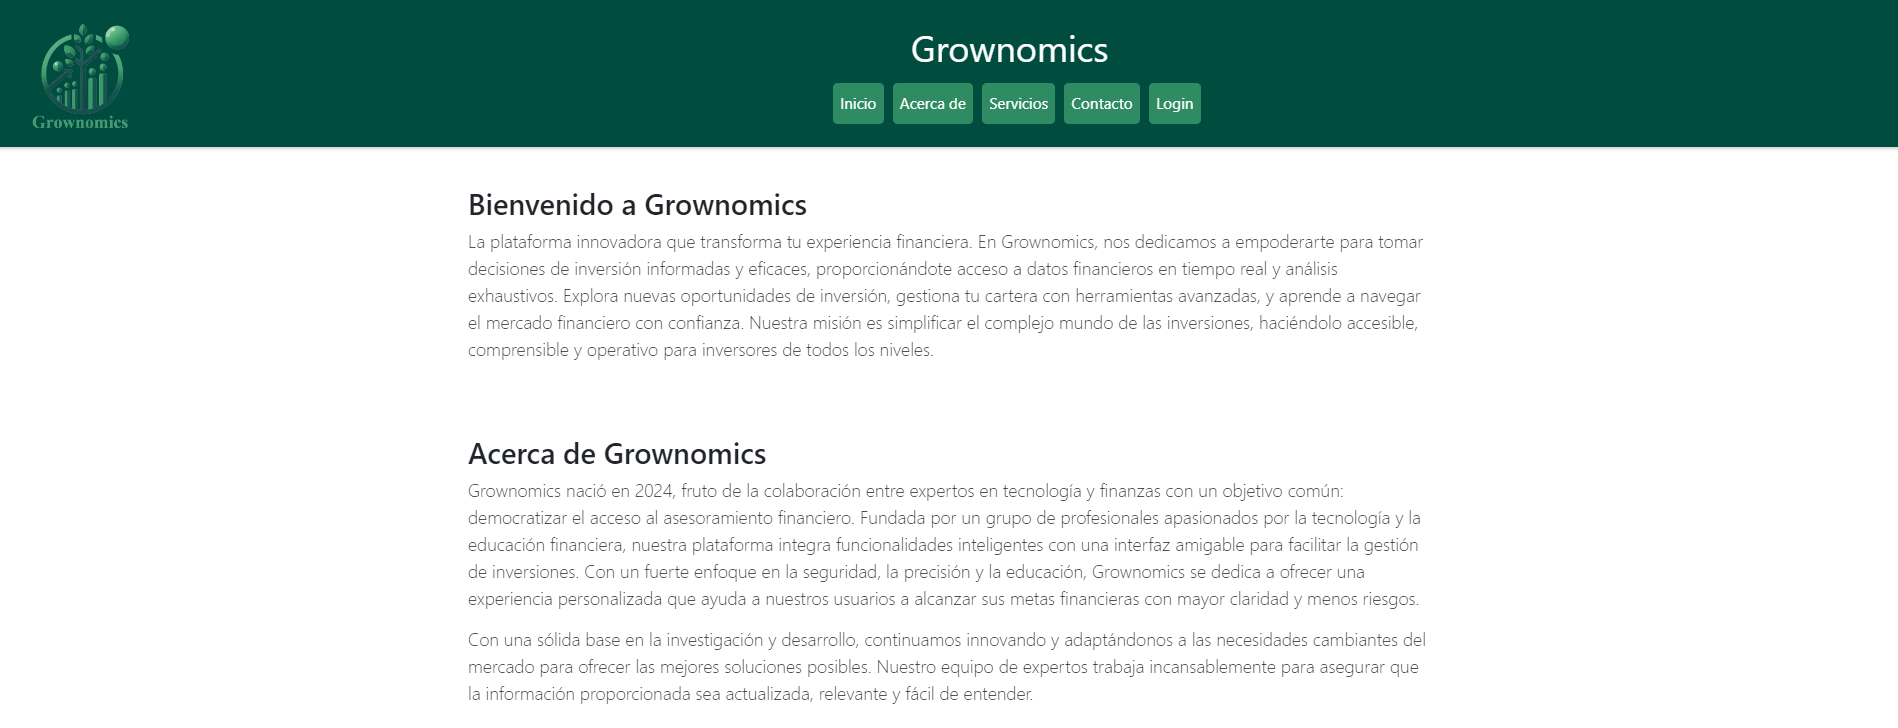 Grownomics
Grownomics
Inicio
Acerca de
Servicios
Contacto
Login
Bienvenido a Grownomics
La plataforma innovadora que transforma tu experiencia financiera. En Grownomics, nos dedicamos a empoderarte para tomar
decisiones de inversión informadas y eficaces, proporcionándote acceso a datos financieros en tiempo real y análisis
exhaustivos. Explora nuevas oportunidades de inversión, gestiona tu cartera con herramientas avanzadas, y aprende a navegar
el mercado financiero con confianza. Nuestra misión es simplificar el complejo mundo de las inversiones, haciéndolo accesible,
comprensible y operativo para inversores de todos los niveles.
Acerca de Grownomics
Grownomics nació en 2024, fruto de la colaboración entre expertos en tecnología y finanzas con un objetivo común:
democratizar el acceso al asesoramiento financiero. Fundada por un grupo de profesionales apasionados por la tecnología y la
educación financiera, nuestra plataforma integra funcionalidades inteligentes con una interfaz amigable para facilitar la gestión
de inversiones. Con un fuerte enfoque en la seguridad, la precisión y la educación, Grownomics se dedica a ofrecer una
experiencia personalizada que ayuda a nuestros usuarios a alcanzar sus metas financieras con mayor claridad y menos riesgos.
Con una sólida base en la investigación y desarrollo, continuamos innovando y adaptándonos a las necesidades cambiantes del
mercado para ofrecer las mejores soluciones posibles. Nuestro equipo de expertos trabaja incansablemente para asegurar que
la información proporcionada sea actualizada, relevante y fácil de entender.